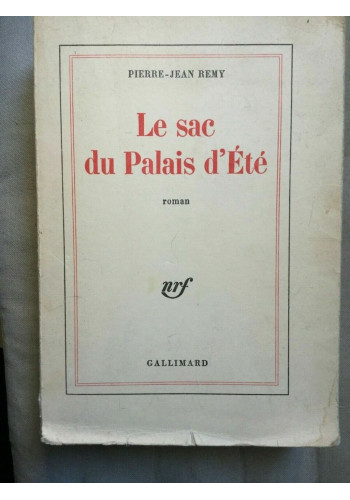 PIERRE-JEAN REMY
Le sac
du Palais d'Été
roman
nrf
GALLIMARD